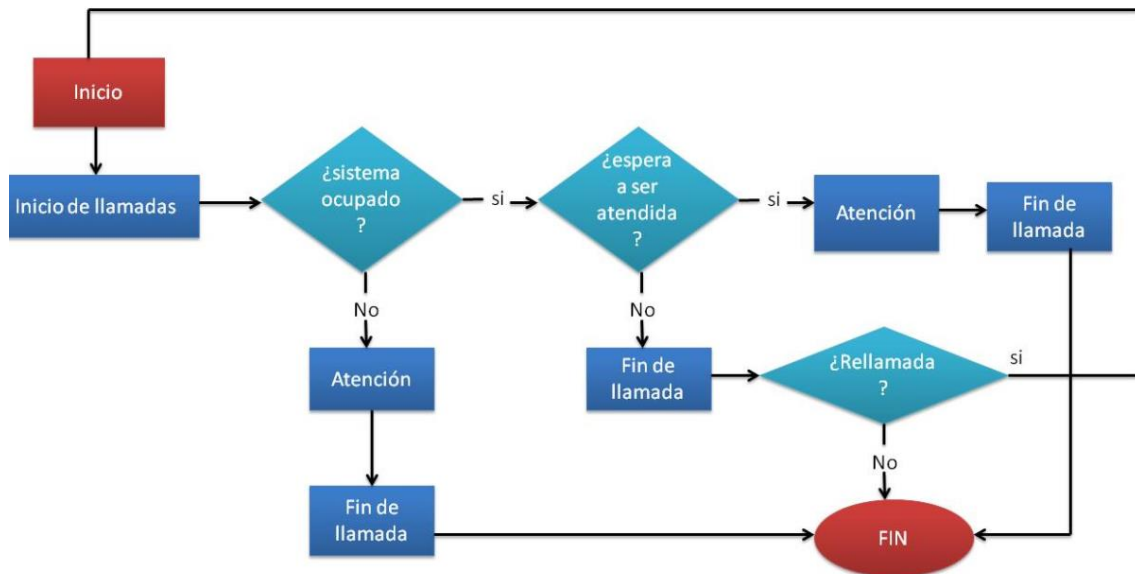 Inicio
Inicio de llamadas
¿sistema
ocupado
?
si
¿espera
a ser
atendida
?
si
Atención
Fin de
llamada
No
No
Atención
Fin de
llamada
¿Rellamada
?
si
No
Fin de
llamada
FIN